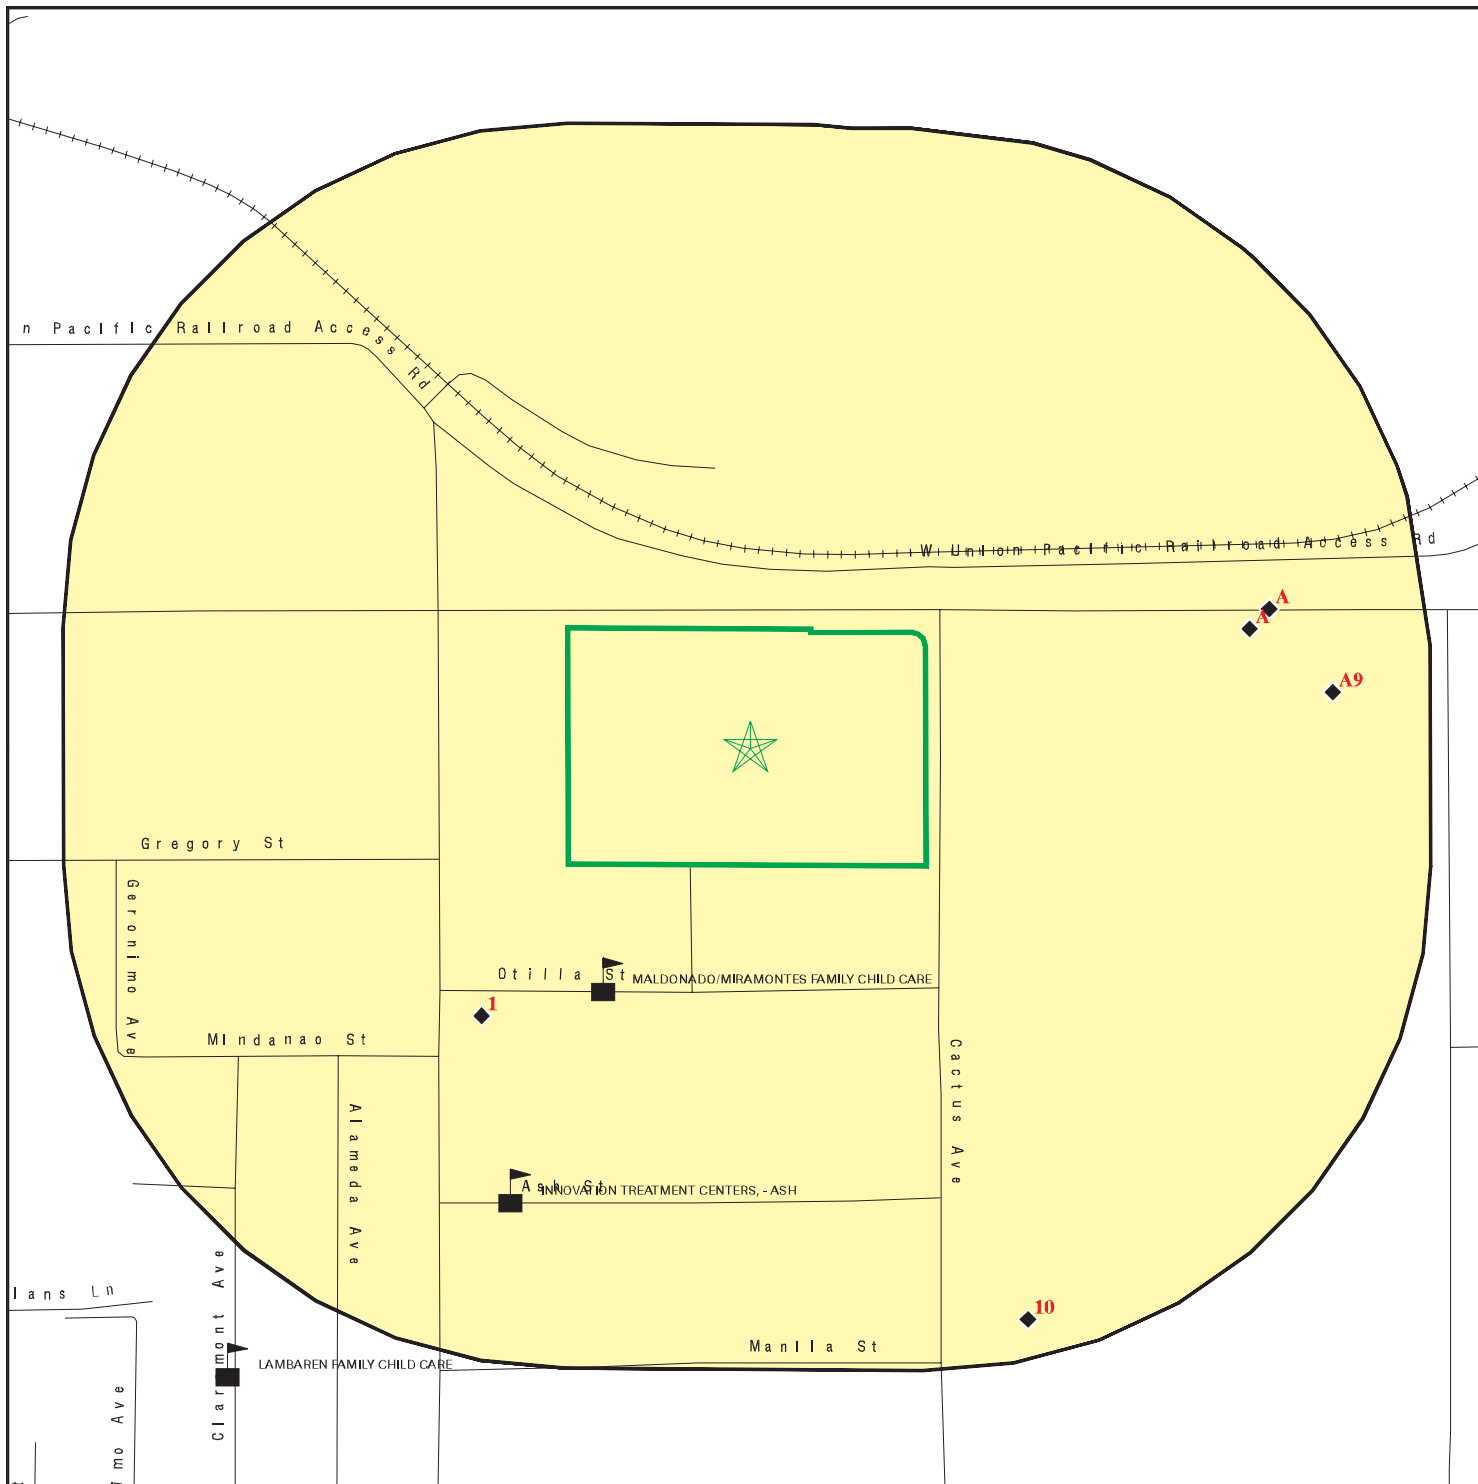 n Pacific Railroad Access Rd
W Union Pacific Railroad Access Rd
A
A
A9
Gregory St
Geronimo Ave
Otilla St
MALDONADO/MIRAMONTES FAMILY CHILD CARE
1
Mindanao St
Cactus Ave
Alameda Ave
Ash St
INNOVATION TREATMENT CENTERS, - ASH
Claremont Ave
lans Ln
10
Manila St
LAMBAREN FAMILY CHILD CARE
mo Ave